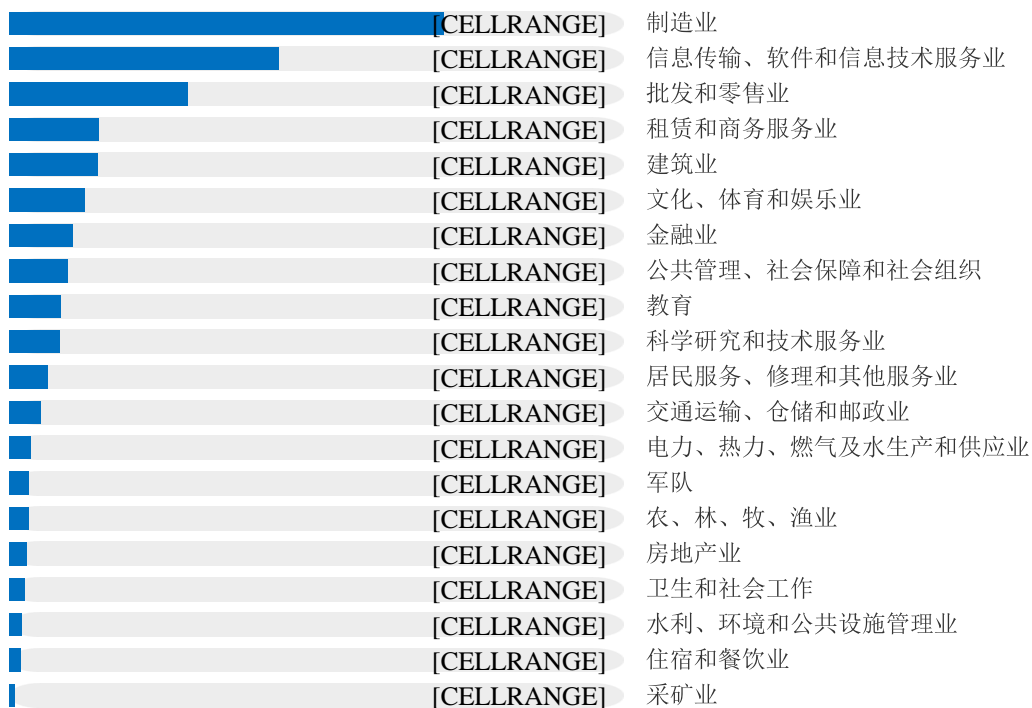 [CELLRANGE] 制造业
[CELLRANGE] 信息传输、软件和信息技术服务业
[CELLRANGE] 批发和零售业
[CELLRANGE] 租赁和商务服务业
[CELLRANGE] 建筑业
[CELLRANGE] 文化、体育和娱乐业
[CELLRANGE] 金融业
[CELLRANGE] 公共管理、社会保障和社会组织
[CELLRANGE] 教育
[CELLRANGE] 科学研究和技术服务业
[CELLRANGE] 居民服务、修理和其他服务业
[CELLRANGE] 交通运输、仓储和邮政业
[CELLRANGE] 电力、热力、燃气及水生产和供应业
[CELLRANGE] 军队
[CELLRANGE] 农、林、牧、渔业
[CELLRANGE] 房地产业
[CELLRANGE] 卫生和社会工作
[CELLRANGE] 水利、环境和公共设施管理业
[CELLRANGE] 住宿和餐饮业
[CELLRANGE] 采矿业